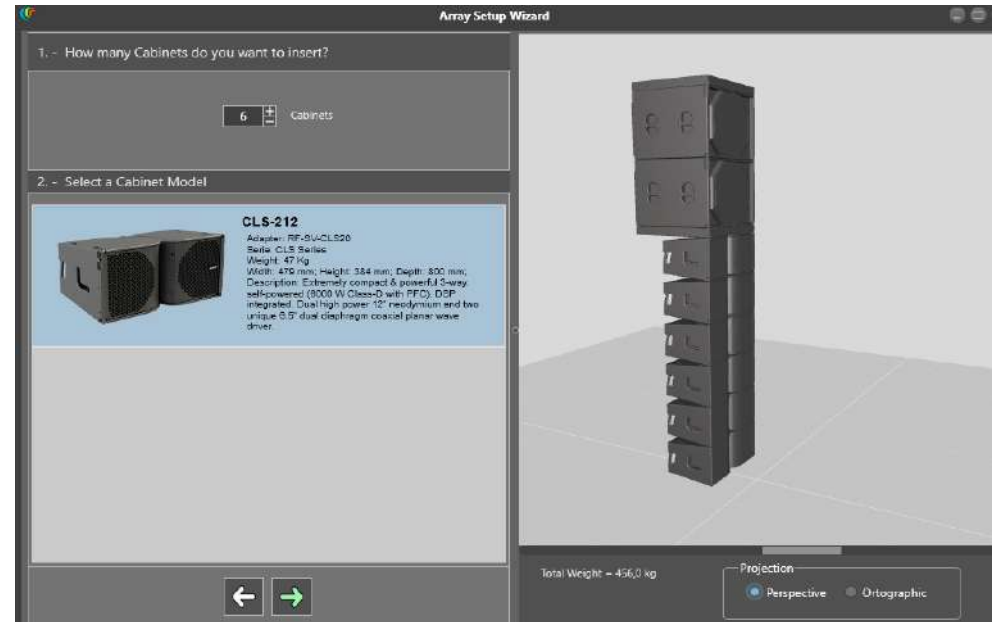 Array Setup Wizard
1. - How many Cabinets do you want to insert?
6
Cabinets
2. - Select a Cabinet Model
CLS-212
Adapter: RF-SV-CLS20
Serie: CLS Series
Weight: 47 Kg
Width: 479 mm; Height: 384 mm; Depth: 800 mm;
Description: Extremely compact & powerful 3-way
self-powered (6000 W Class-D with PFC). DSP
integrated. Dual high power 12" neodymium and two
unique 6.5" dual diaphragm coaxial planar wave
driver.
Total Weight = 456,0 kg
Projection
Perspective
Ortographic